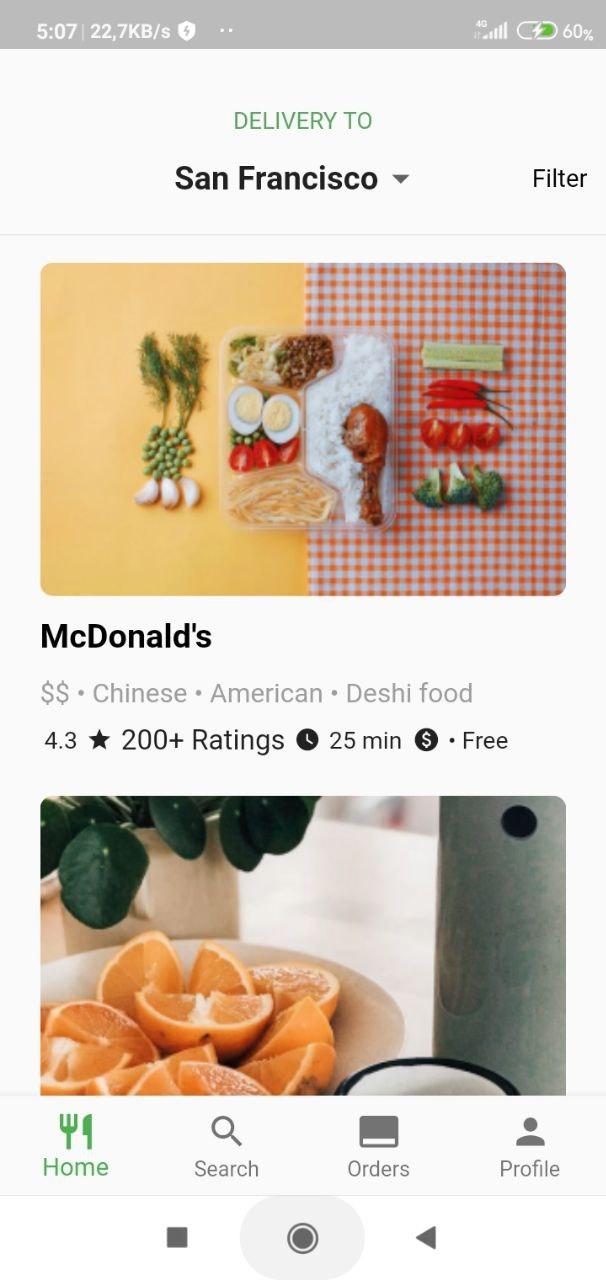 5:07 | 22,7KB/s
4G 60%
DELIVERY TO
San Francisco
Filter
McDonald's
$$ • Chinese • American • Deshi food
4.3 ★ 200+ Ratings 25 min $ • Free
Home Search Orders Profile